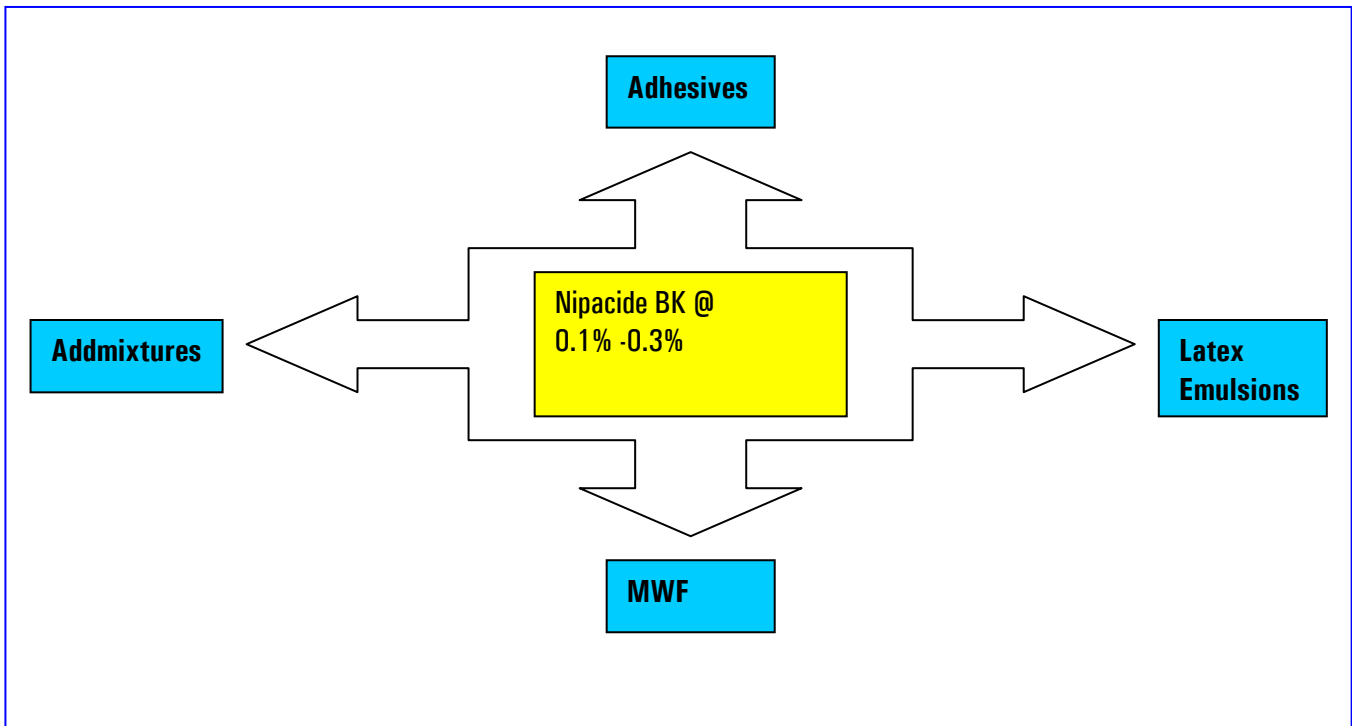 Adhesives
Nipacide BK @
0.1% -0.3%
Addmixtures
Latex
Emulsions
MWF